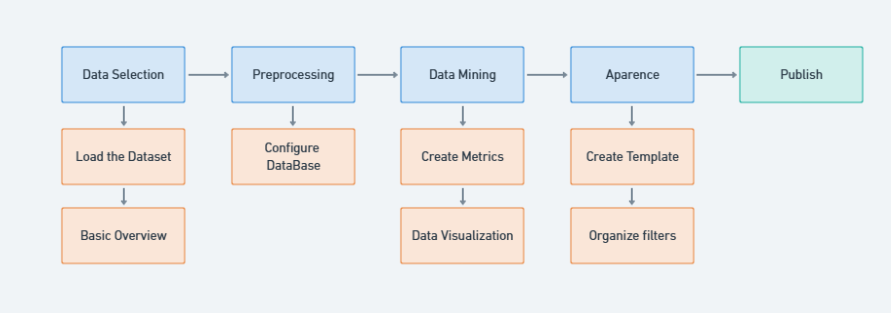 Data Selection
Preprocessing
Data Mining
Aparence
Publish
Load the Dataset
Configure
DataBase
Create Metrics
Create Template
Basic Overview
Data Visualization
Organize filters